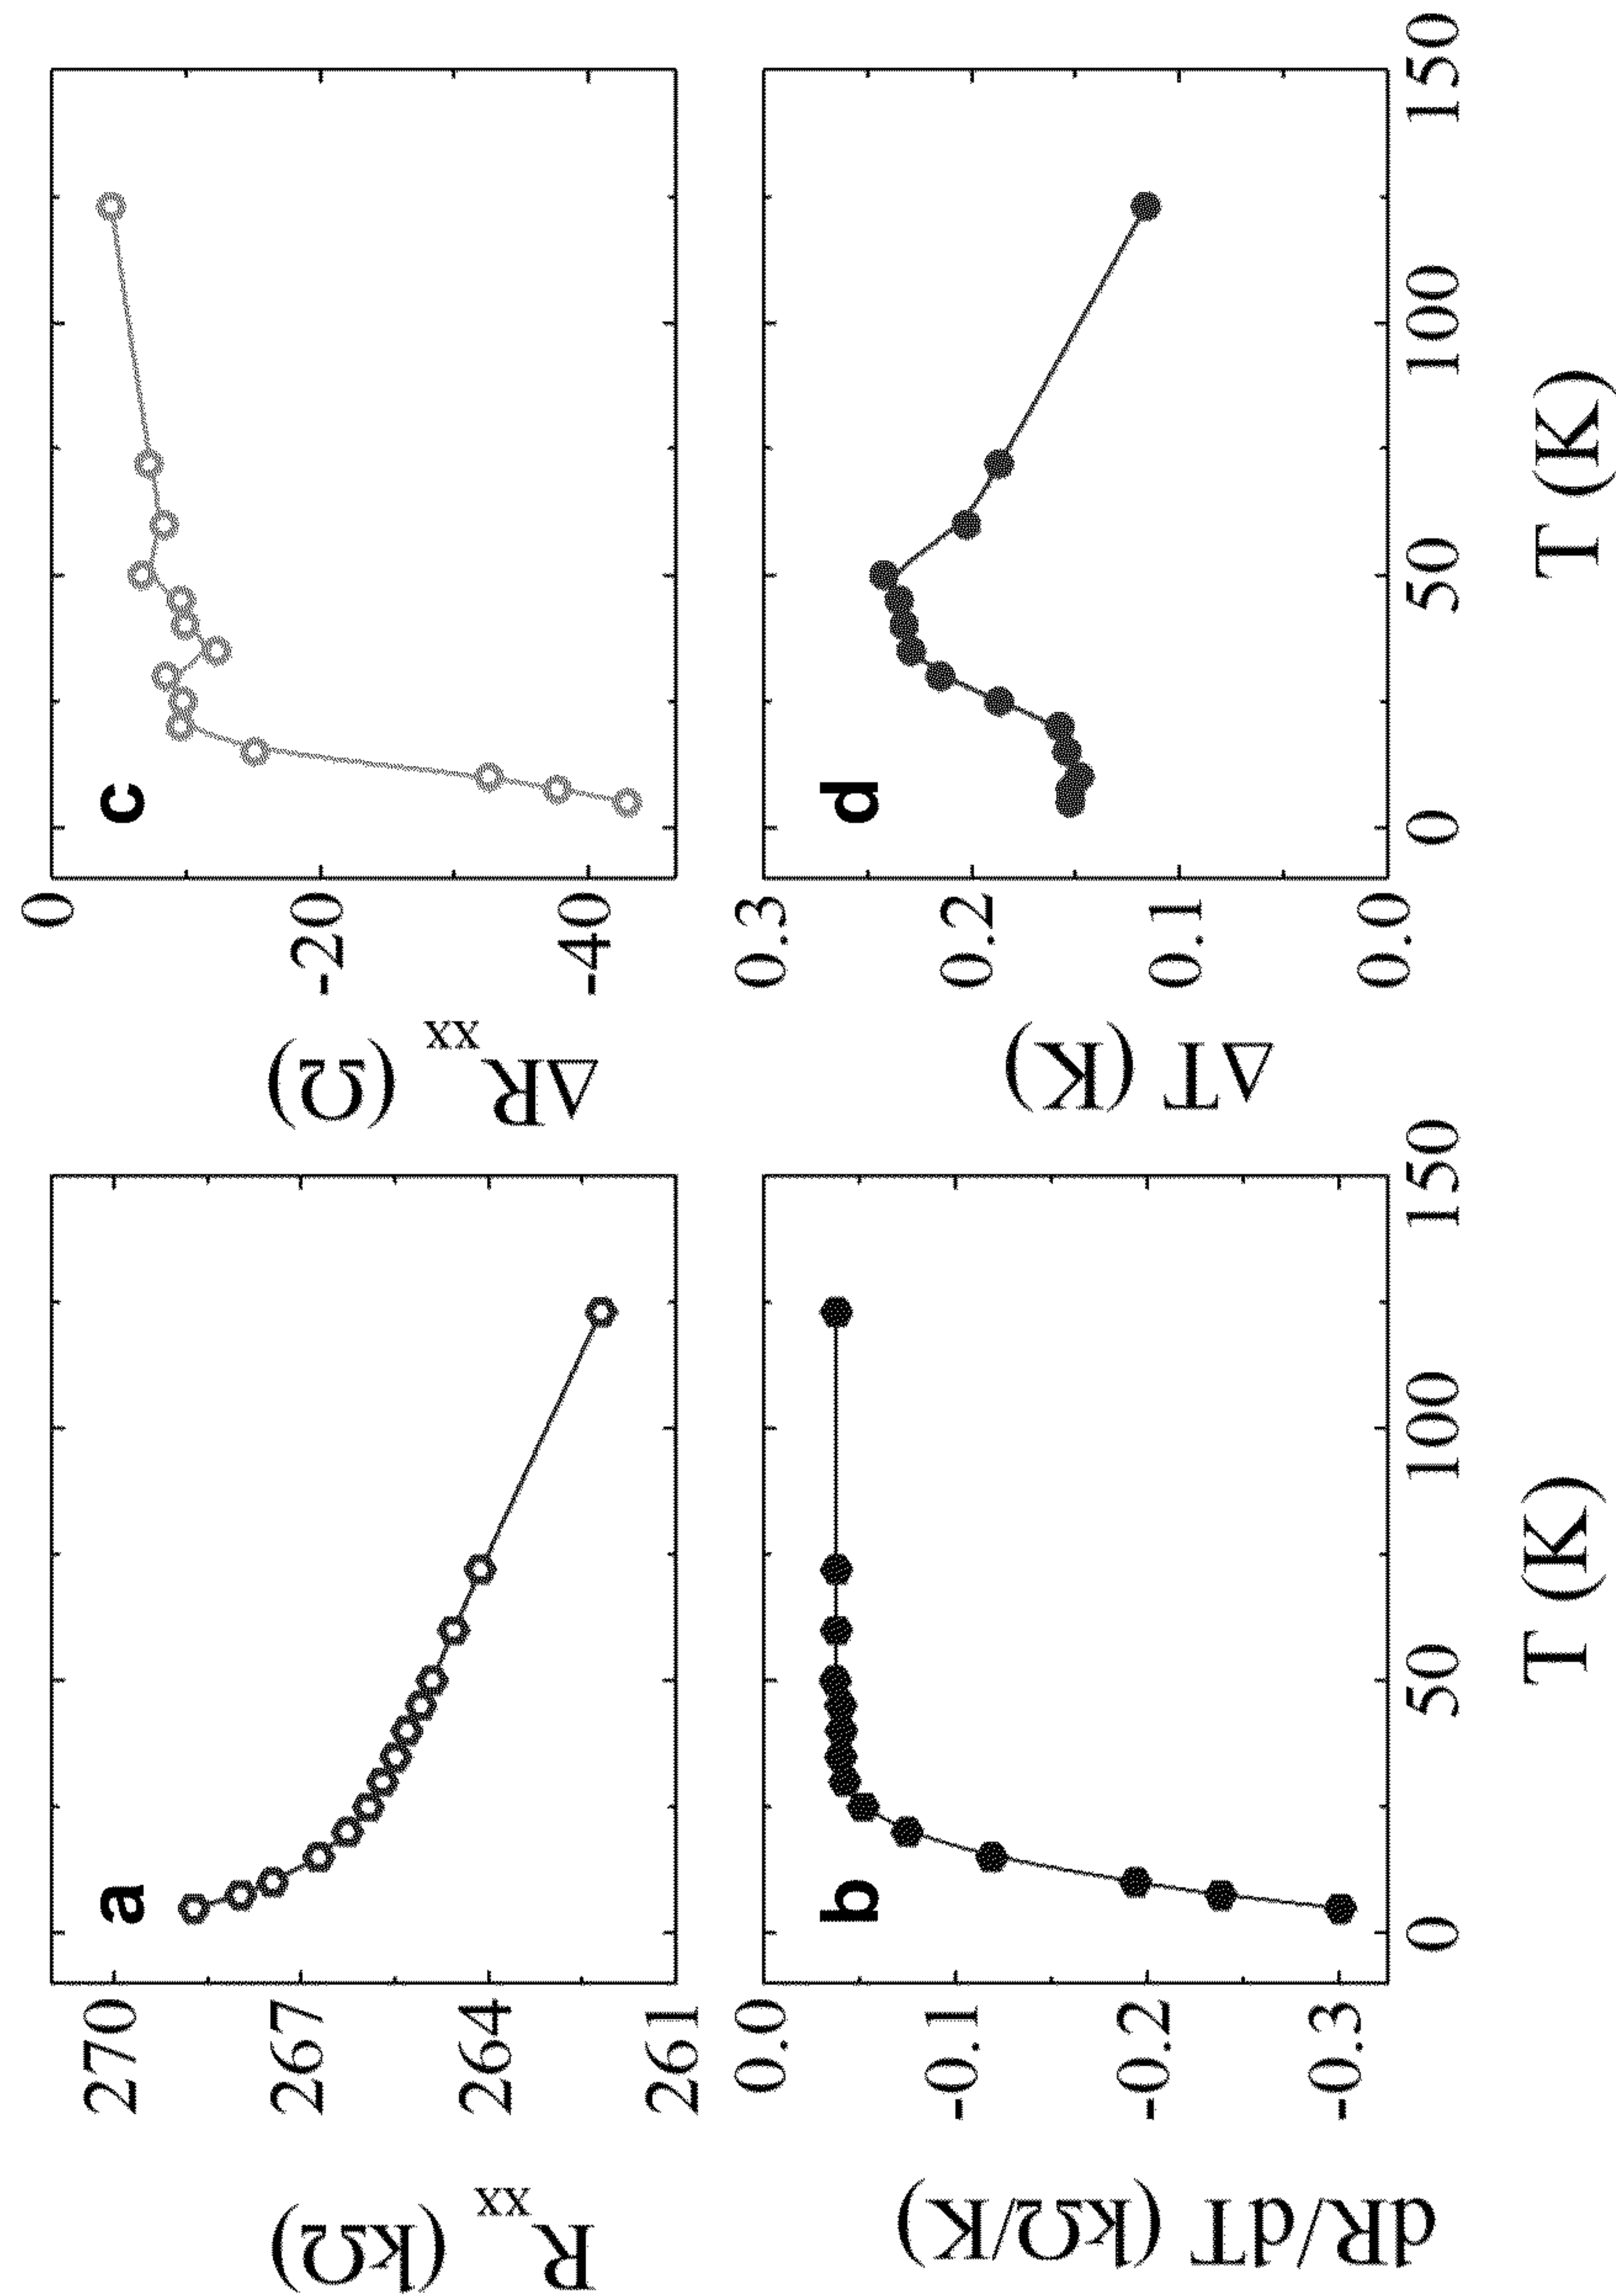 a
270
267
264
261
R_xx (kΩ)
b
0.0
-0.1
-0.2
-0.3
dR/dT (kΩ/K)
0
50
100
150
T (K)
c
0
-20
-40
ΔR_xx (Ω)
d
0.3
0.2
0.1
0.0
ΔT (K)
0
50
100
150
T (K)